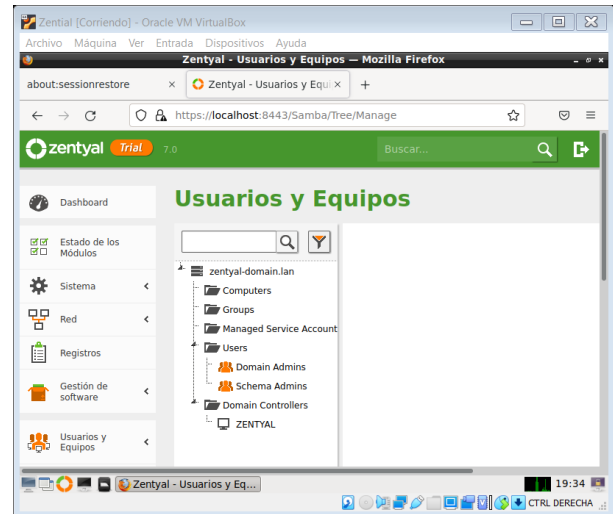 Zential [Corriendo] - Oracle VM VirtualBox
Archivo Máquina Ver Entrada Dispositivos Ayuda
Zentyal - Usuarios y Equipos — Mozilla Firefox
about:sessionrestore
Zentyal - Usuarios y Equi
https://localhost:8443/Samba/Tree/Manage
zentyal Trial 7.0 Buscar...
Dashboard
Usuarios y Equipos
Estado de los
Módulos
Sistema
Red
Registros
Gestión de
software
Usuarios y
Equipos
zentyal-domain.lan
Computers
Groups
Managed Service Account
Users
Domain Admins
Schema Admins
Domain Controllers
ZENTYAL
Zentyal - Usuarios y Eq...
19:34
CTRL DERECHA